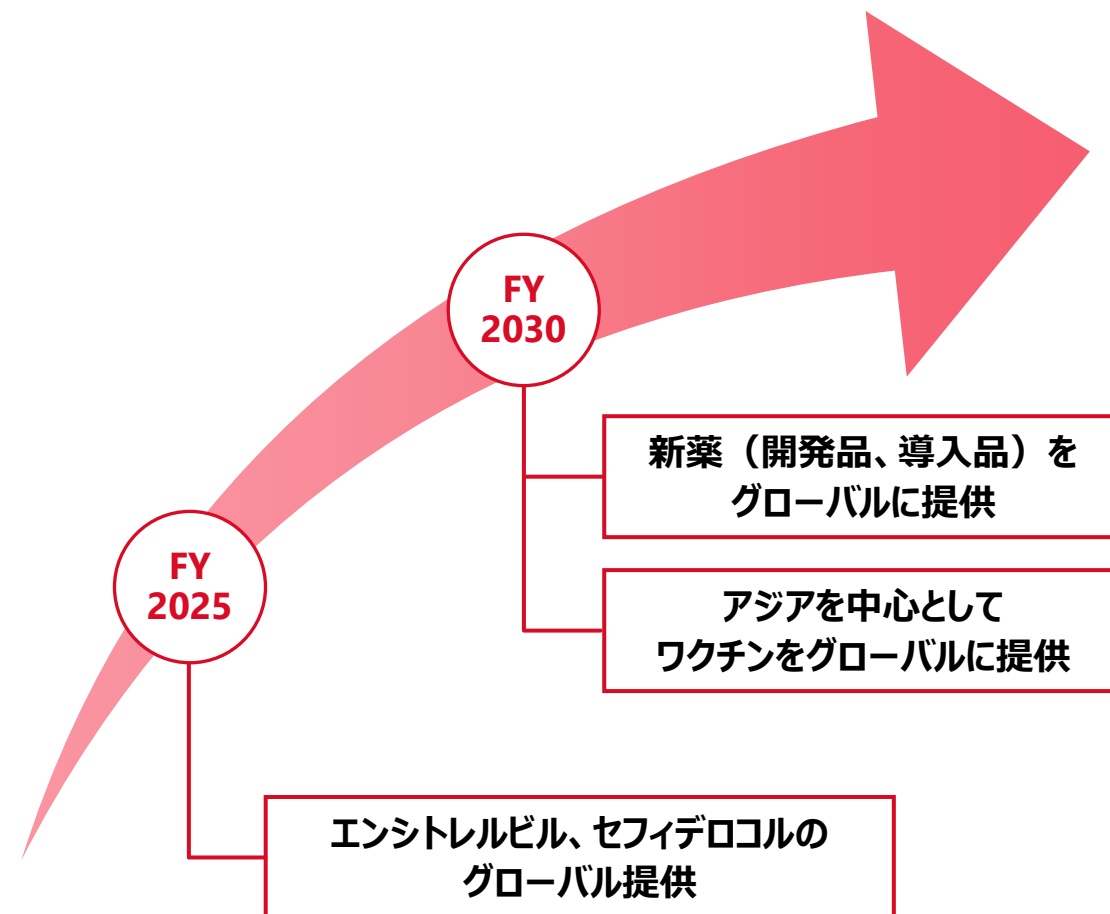 FY
2030
新薬（開発品、導入品）を
グローバルに提供
FY
2025
アジアを中心として
ワクチンをグローバルに提供
エンシトレルビル、セフィデロコルの
グローバル提供